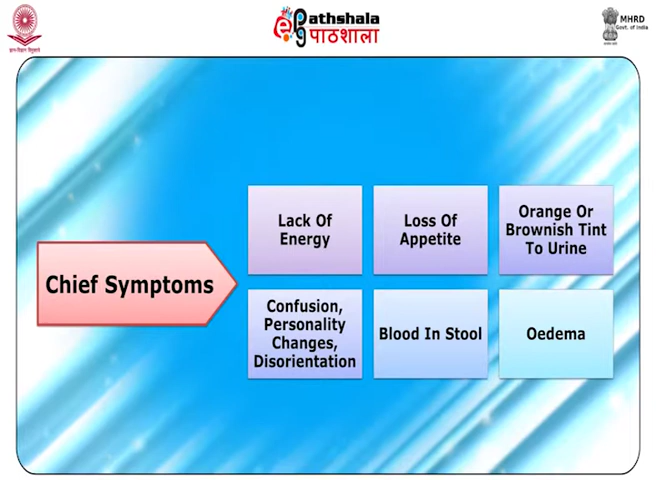 ePathshala
पाठशाला
MHRD
Govt. of India
Chief Symptoms
Lack Of
Energy
Loss Of
Appetite
Orange Or
Brownish Tint
To Urine
Confusion,
Personality
Changes,
Disorientation
Blood In Stool
Oedema